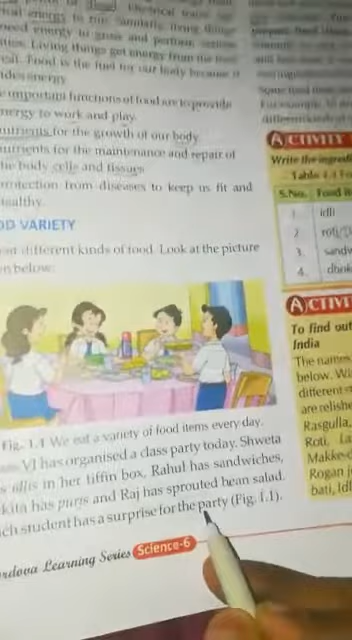 need energy to grow and perform various
Living things get energy from the food
eat. Food is the fuel for our body because it
energy
important functions of food are to provide
energy to work and play.
nutrients for the growth of our body
nutrients for the maintenance and repair of
the body cells and tissues
protection from diseases to keep us fit and
healthy.
OD VARIETY
eat different kinds of food. Look at the picture
en below:
Fig. 1.1 We eat a variety of food items every day.
VI has organised a class party today. Shweta
idlis in her tiffin box, Rahul has sandwiches,
kita has puris and Raj has sprouted bean salad.
ch student has a surprise for the party (Fig. 1.1).
rdova Learning Series Science-6
ACTIVITY
Write the ingredi
Table 1.1 Fo
S.No. Food it
1. idli
2. roti
3. sandw
4. dhok
ACTIVI
To find out
India
The names
below. Wi
different st
are relishe
Rasgulla,
Roti, La
Makke-
Rogan j
bati, Idl